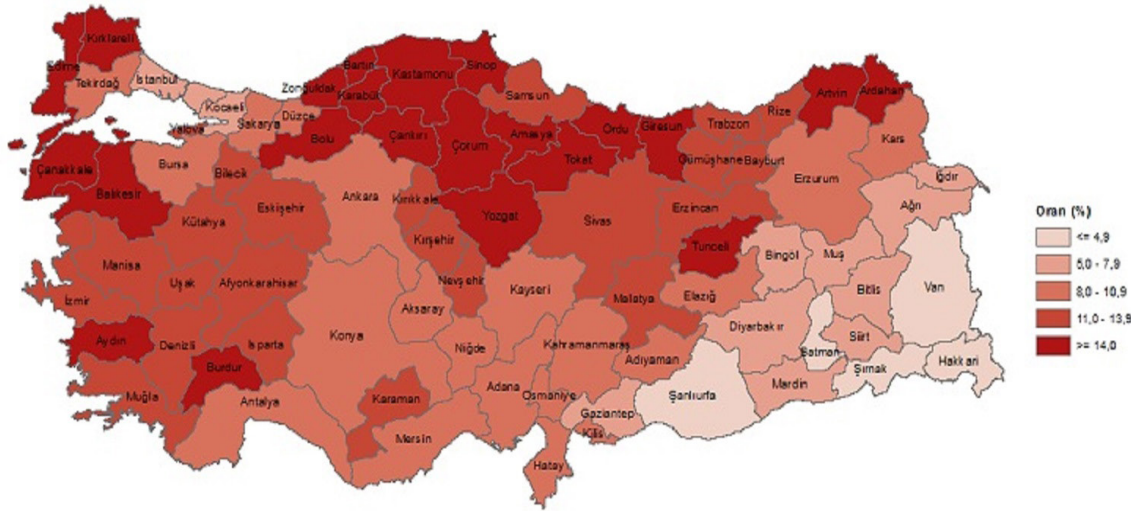 Kırklareli
Edirne
Tekirdağ
İstanbul
Kocaeli
Yalova
Sakarya
Düzce
Zonguldak
Bartın
Karabük
Kastamonu
Sinop
Samsun
Bolu
Çankırı
Çorum
Amasya
Tokat
Ordu
Giresun
Trabzon
Rize
Artvin
Ardahan
Kars
Gümüşhane
Bayburt
Erzurum
Iğdır
Ağrı
Çanakkale
Balıkesir
Bursa
Bilecik
Kütahya
Eskişehir
Ankara
Kırıkkale
Kırşehir
Yozgat
Sivas
Erzincan
Tunceli
Bingöl
Muş
Bitlis
Van
Manisa
İzmir
Uşak
Afyonkarahisar
Konya
Aksaray
Nevşehir
Kayseri
Malatya
Elazığ
Diyarbakır
Batman
Siirt
Şırnak
Hakkari
Aydın
Denizli
Isparta
Burdur
Muğla
Antalya
Karaman
Mersin
Niğde
Adana
Kahramanmaraş
Osmaniye
Adıyaman
Gaziantep
Kilis
Hatay
Şanlıurfa
Mardin
Oran (%)
<= 4,9
5,0 - 7,9
8,0 - 10,9
11,0 - 13,9
>= 14,0